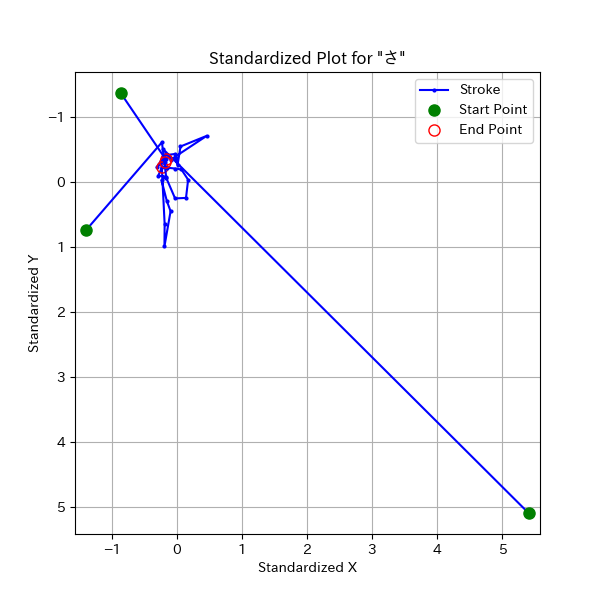 Standardized Plot for "さ"
Stroke
Start Point
End Point
−1
0
1
2
3
4
5
Standardized Y
−1
0
1
2
3
4
5
Standardized X